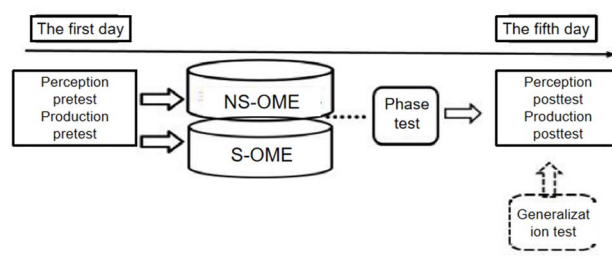 The first day
The fifth day
Perception
pretest
Production
pretest
NS-OME
S-OME
Phase
test
Perception
posttest
Production
posttest
Generalizat
ion test